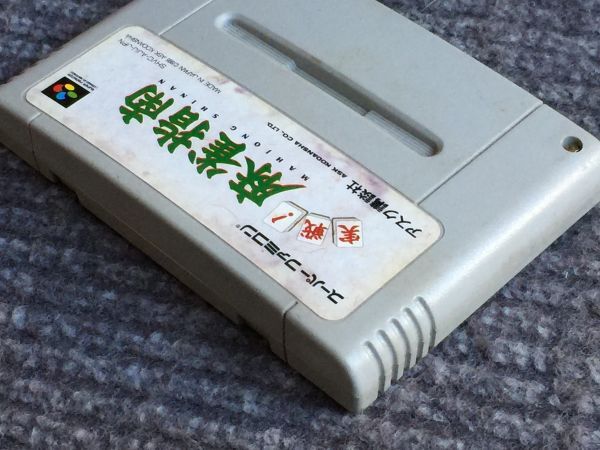 スーパーファミコン
実戦!
麻雀指南
MAHJONG SHINAN
アスク講談社
ASK KODANSHA CO., LTD.
MADE IN JAPAN